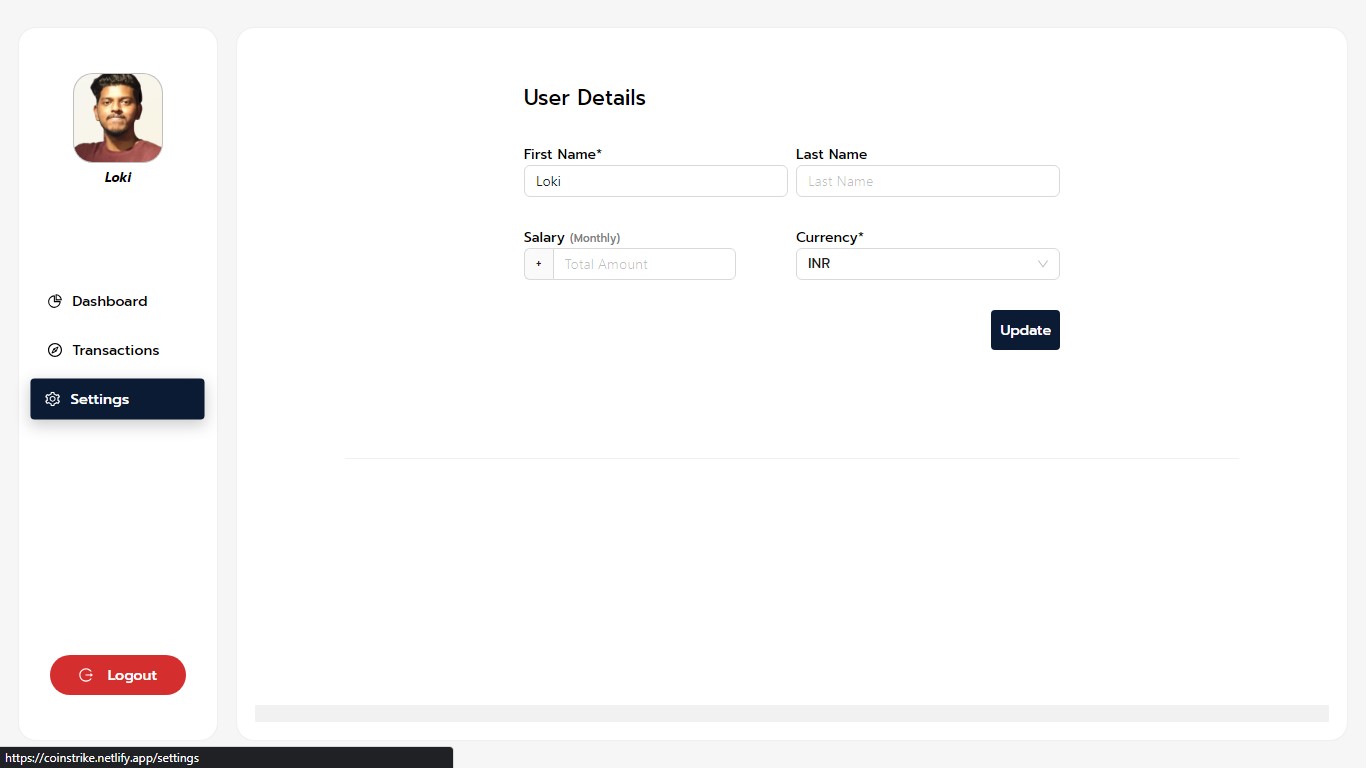 Loki
Dashboard
Transactions
Settings
Logout
User Details
First Name* Last Name
Loki Last Name
Salary (Monthly) Currency*
+ Total Amount INR
Update
https://coinstrike.netlify.app/settings